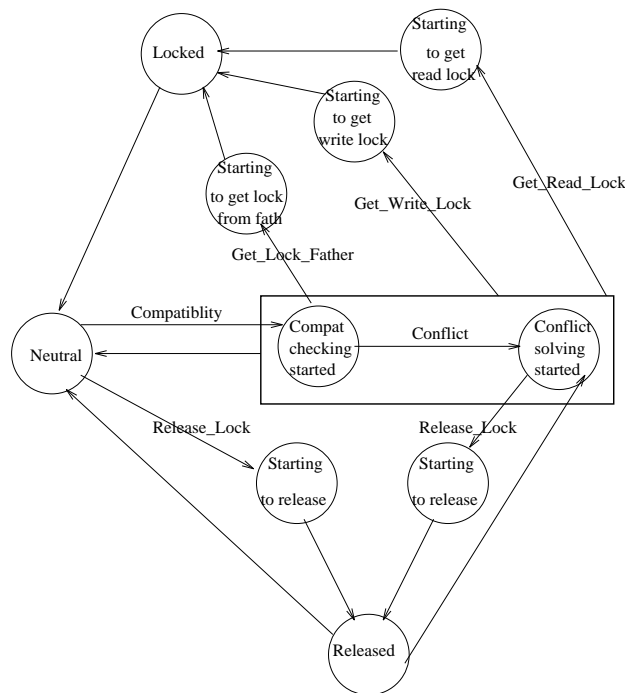 Locked
Starting
to get
read lock
Starting
to get
write lock
Starting
to get lock
from fath
Get_Read_Lock
Get_Write_Lock
Get_Lock_Father
Compatiblity
Neutral
Compat
checking
started
Conflict
Conflict
solving
started
Release_Lock
Release_Lock
Starting
to release
Starting
to release
Released